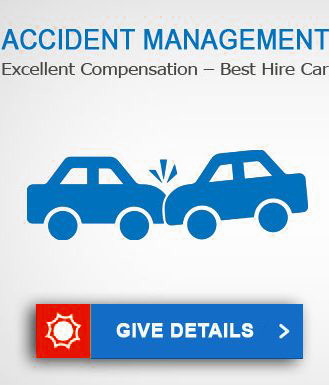 ACCIDENT MANAGEMENT
Excellent Compensation – Best Hire Car
GIVE DETAILS